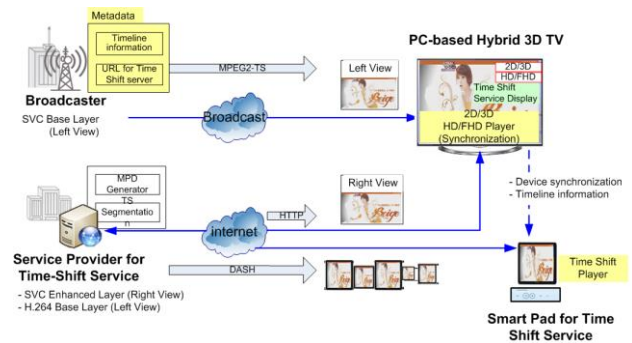 Metadata
Timeline
information
URL for Time
Shift server
Broadcaster
SVC Base Layer
(Left View)
MPEG2-TS
Broadcast
Left View
PC-based Hybrid 3D TV
2D/3D
HD/FHD
Time Shift
Service Display
2D/3D
HD/FHD Player
(Synchronization)
MPD
Generator
TS
Segmentatio
n
Service Provider for
Time-Shift Service
- SVC Enhanced Layer (Right View)
- H.264 Base Layer (Left View)
internet
HTTP
DASH
Right View
- Device synchronization
- Timeline information
Time Shift
Player
Smart Pad for Time
Shift Service